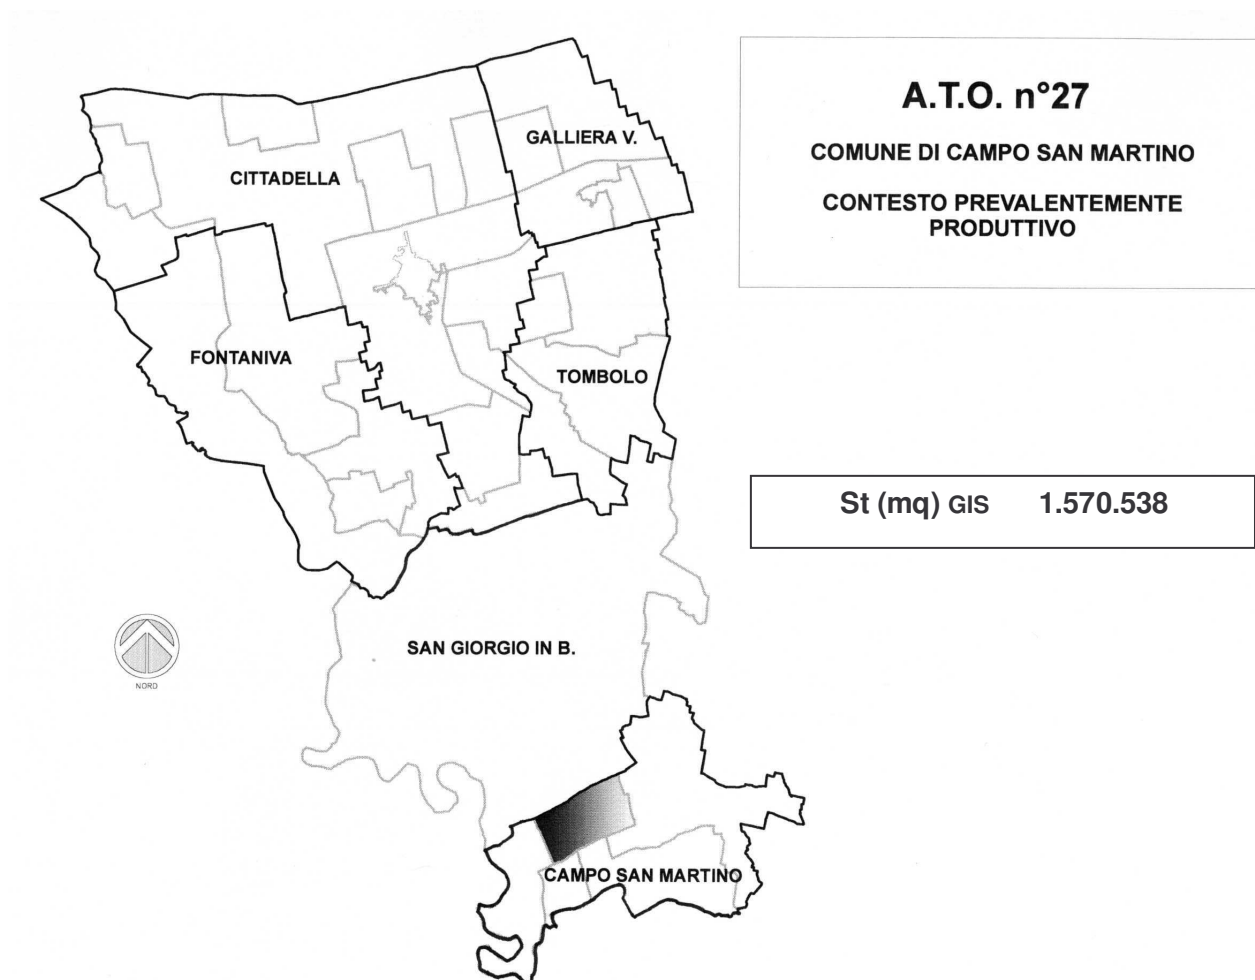 A.T.O. n°27
COMUNE DI CAMPO SAN MARTINO
CONTESTO PREVALENTEMENTE
PRODUTTIVO
GALLIERA V.
CITTADELLA
FONTANIVA
TOMBOLO
St (mq) GIS 1.570.538
SAN GIORGIO IN B.
NORD
CAMPO SAN MARTINO